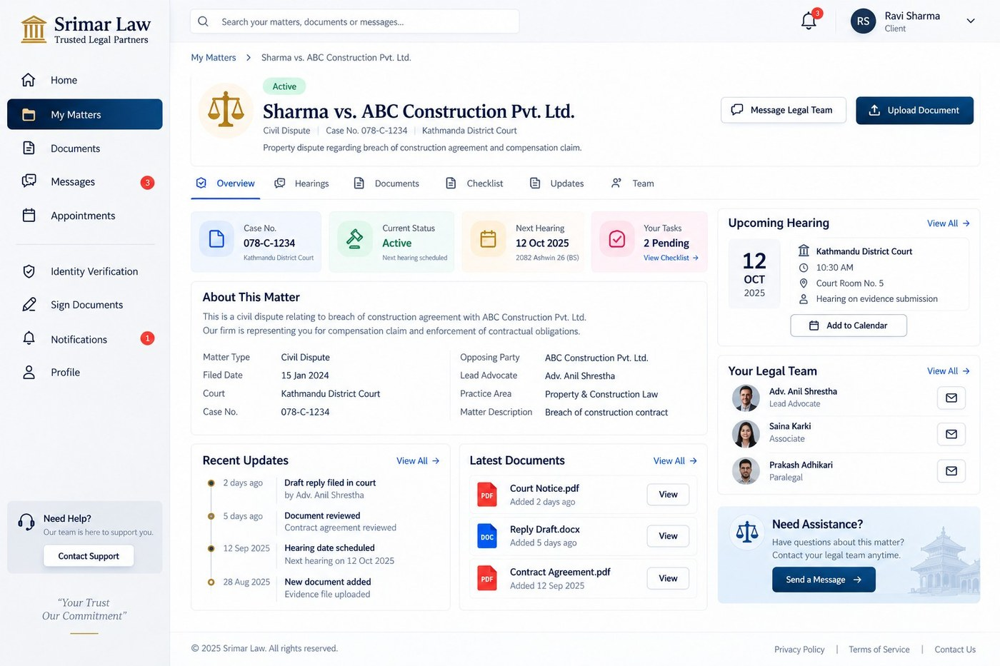 Srimar Law
Trusted Legal Partners
Search your matters, documents or messages...
3
RS
Ravi Sharma
Client
Home
My Matters
Documents
Messages
3
Appointments
Identity Verification
Sign Documents
Notifications
1
Profile
Need Help?
Our team is here to support you.
Contact Support
“Your Trust
Our Commitment”
My Matters
Sharma vs. ABC Construction Pvt. Ltd.
Active
Sharma vs. ABC Construction Pvt. Ltd.
Civil Dispute | Case No. 078-C-1234 | Kathmanda District Court
Property dispute regarding breach of construction agreement and compensation claim.
Message Legal Team
Upload Document
Overview
Hearings
Documents
Checklist
Updates
Team
Case No.
078-C-1234
Kathmandu District Court
Current Status
Active
Next hearing scheduled
Next Hearing
12 Oct 2025
2082 Ashwin 26 (BS)
Your Tasks
2 Pending
View Checklist →
About This Matter
This is a civil dispute relating to breach of construction agreement with ABC Construction Pvt. Ltd.
Our firm is representing you for compensation claim and enforcement of contractual obligations.
Matter Type Civil Dispute
Filed Date 15 Jan 2024
Court Kathmandu District Court
Case No. 078-C-1234
Opposing Party ABC Construction Pvt. Ltd.
Lead Advocate Adv. Anil Shrestha
Practice Area Property & Construction Law
Matter Description Breach of construction contract
Recent Updates
View All →
2 days ago Draft reply filed in court
by Adv. Anil Shrestha
5 days ago Document reviewed
Contract agreement reviewed
12 Sep 2025 Hearing date scheduled
Next hearing on 12 Oct 2025
28 Aug 2025 New document added
Evidence file uploaded
Latest Documents
View All →
PDF
Court Notice.pdf
Added 2 days ago
View
DOC
Reply Draft.docx
Added 5 days ago
View
PDF
Contract Agreement.pdf
Added 12 Sep 2025
View
Upcoming Hearing
View All →
12
OCT
2025
Kathmandu District Court
10:30 AM
Court Room No. 5
Hearing on evidence submission
Add to Calendar
Your Legal Team
View All →
Adv. Anil Shrestha
Lead Advocate
Saina Karki
Associate
Prakash Adhikari
Paralegal
Need Assistance?
Have questions about this matter?
Contact your legal team anytime.
Send a Message →
© 2025 Srimar Law. All rights reserved.
Privacy Policy | Terms of Service | Contact Us